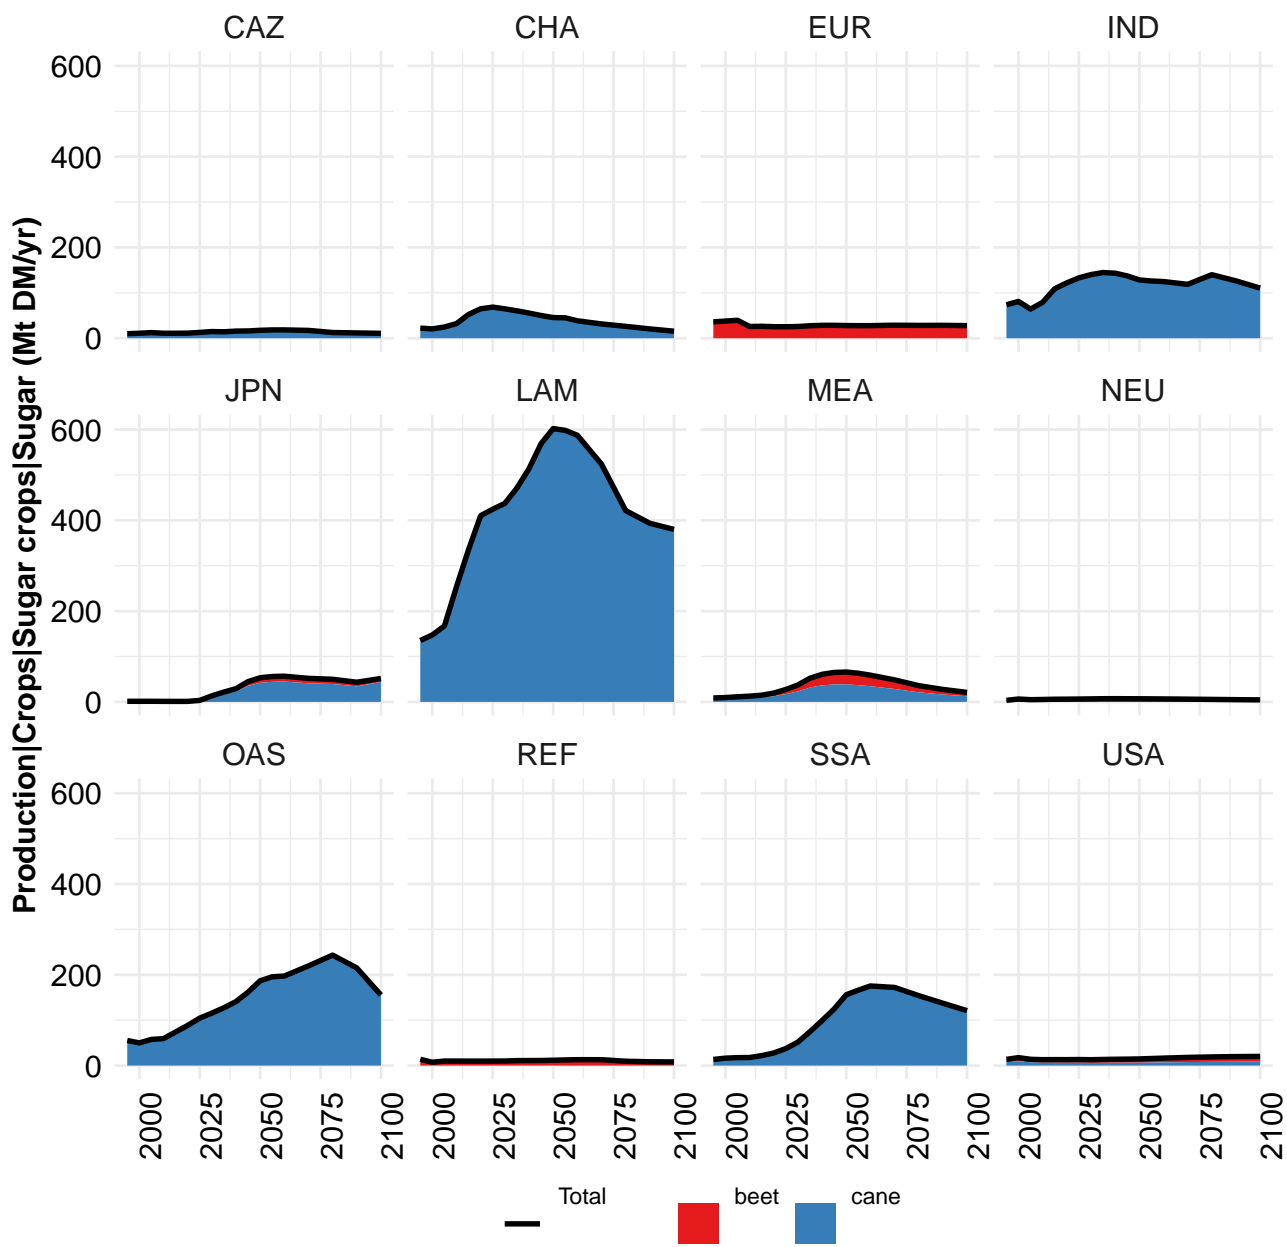 CAZ CHA EUR IND
600
400
200
0
Production|Crops|Sugar crops|Sugar (Mt DM/yr)
JPN LAM MEA NEU
600
400
200
0
OAS REF SSA USA
600
400
200
0
2000 2025 2050 2075 2100 2000 2025 2050 2075 2100 2000 2025 2050 2075 2100 2000 2025 2050 2075 2100
Total beet cane